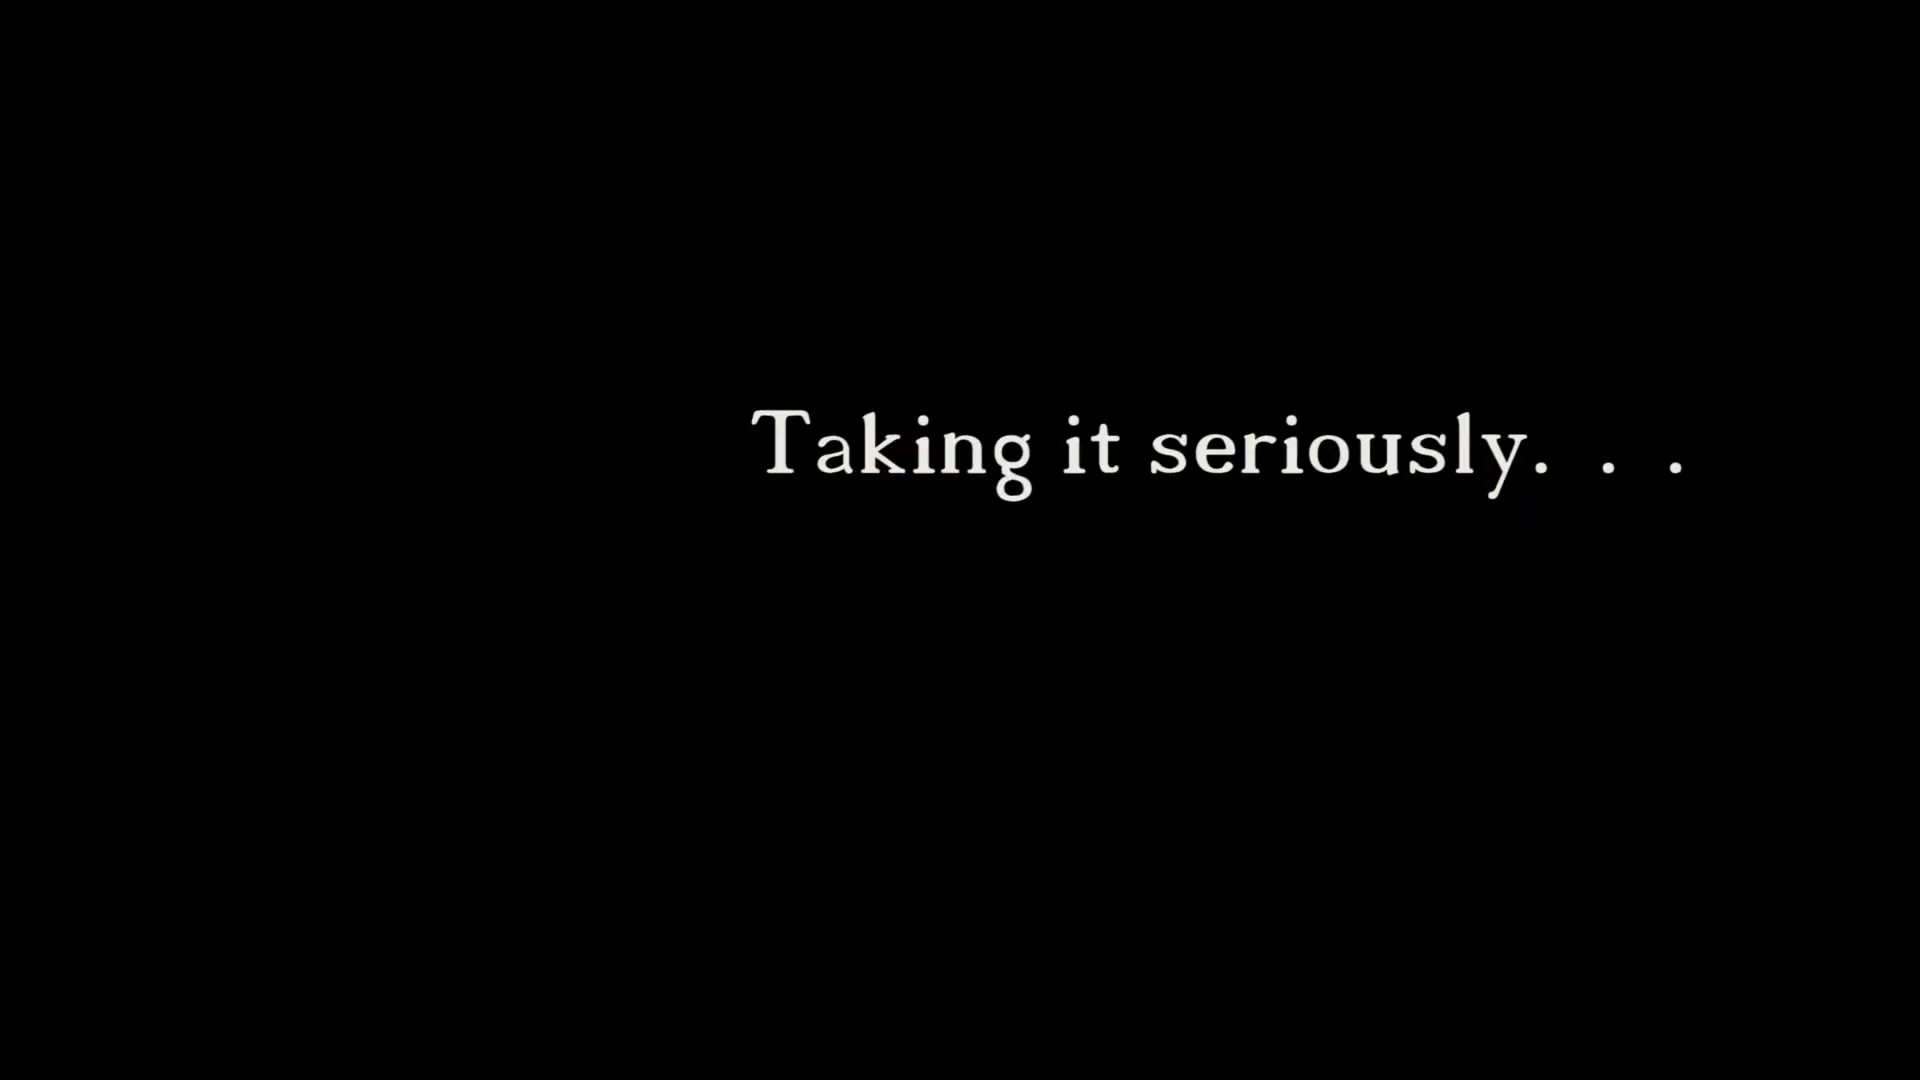 Taking it seriously. . .